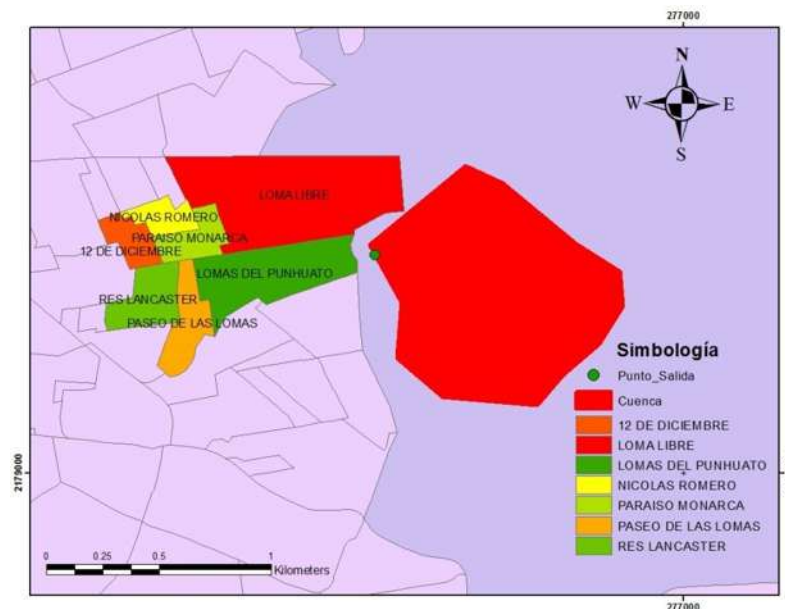 277000
N
W E
S
LOMA LIBRE
NICOLAS ROMERO
PARAISO MONARCA
12 DE DICIEMBRE
LOMAS DEL PUNHUATO
RES LANCASTER
PASEO DE LAS LOMAS
Simbología
Punto_Salida
Cuenca
12 DE DICIEMBRE
LOMA LIBRE
LOMAS DEL PUNHUATO
NICOLAS ROMERO
PARAISO MONARCA
PASEO DE LAS LOMAS
RES LANCASTER
2179000
0 0.25 0.5 1
Kilometers
277000